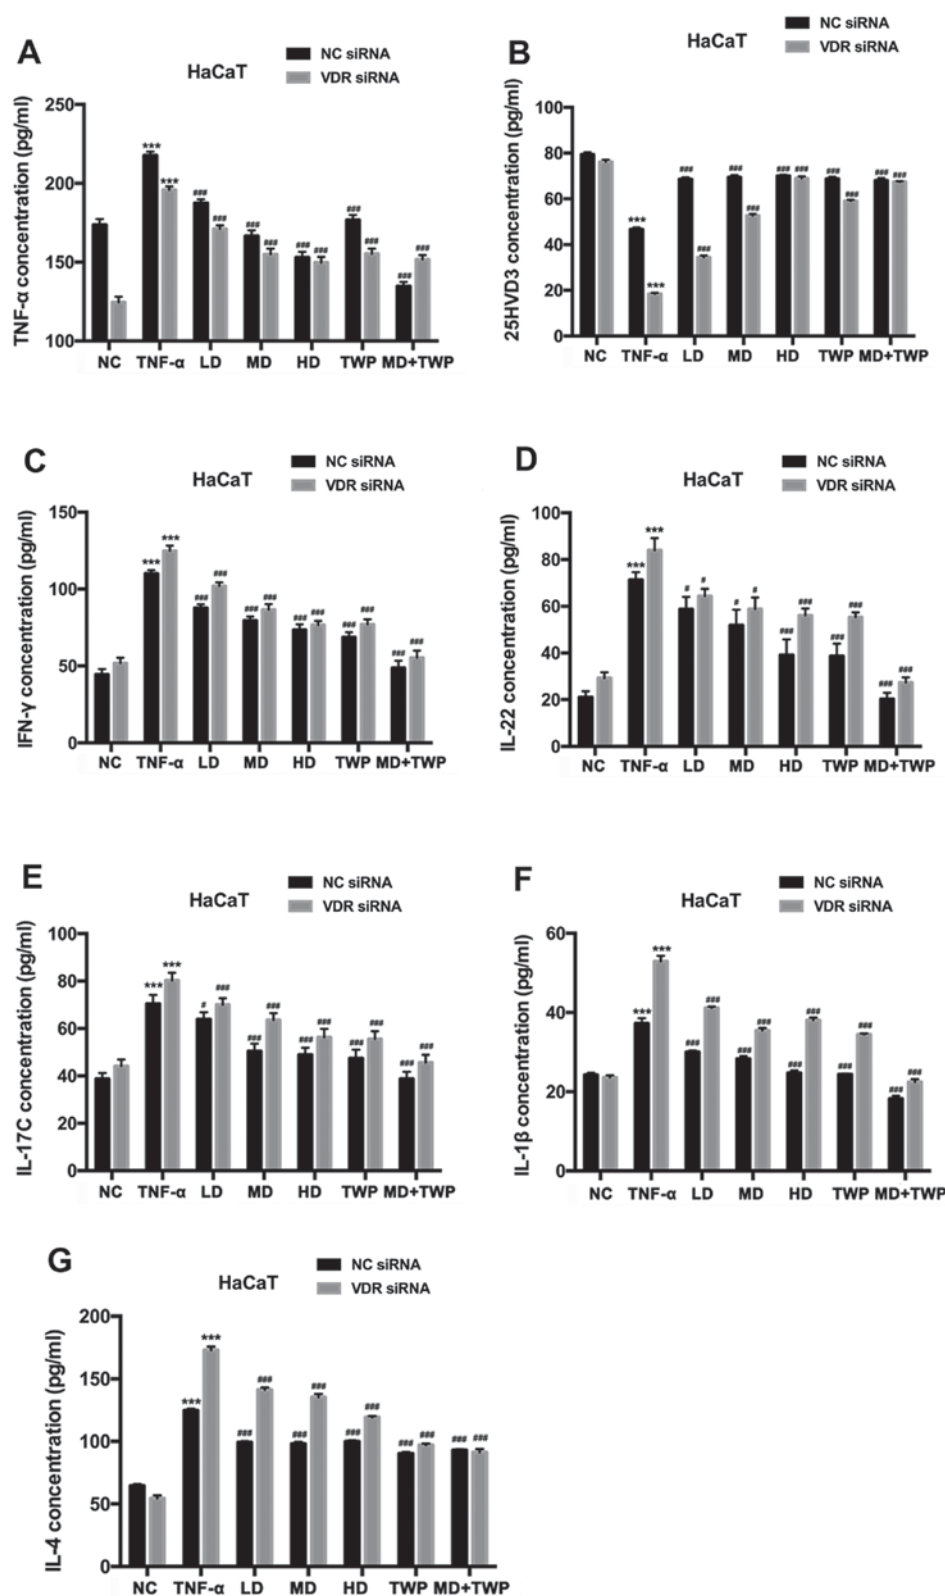 A
HaCaT
NC siRNA
VDR siRNA
TNF-α concentration (pg/ml)
250
200
150
100
*** *** ### ### ### ### ### ### ### ### ### ###
NC TNF-α LD MD HD TWP MD+TWP
B
HaCaT
NC siRNA
VDR siRNA
25HVD3 concentration (pg/ml)
100
80
60
40
20
0
*** *** ### ### ### ### ### ### ### ### ### ###
NC TNF-α LD MD HD TWP MD+TWP
C
HaCaT
NC siRNA
VDR siRNA
IFN-γ concentration (pg/ml)
150
100
50
0
*** *** ### ### ### ### ### ### ### ### ### ###
NC TNF-α LD MD HD TWP MD+TWP
D
HaCaT
NC siRNA
VDR siRNA
IL-22 concentration (pg/ml)
100
80
60
40
20
0
*** *** # # # # ### ### ### ### ### ###
NC TNF-α LD MD HD TWP MD+TWP
E
HaCaT
NC siRNA
VDR siRNA
IL-17C concentration (pg/ml)
100
80
60
40
20
0
*** *** # ### ### ### ### ### ### ### ### ###
NC TNF-α LD MD HD TWP MD+TWP
F
HaCaT
NC siRNA
VDR siRNA
IL-1β concentration (pg/ml)
60
40
20
0
*** *** ### ### ### ### ### ### ### ### ### ###
NC TNF-α LD MD HD TWP MD+TWP
G
HaCaT
NC siRNA
VDR siRNA
IL-4 concentration (pg/ml)
200
150
100
50
0
*** *** ### ### ### ### ### ### ### ### ### ###
NC TNF-α LD MD HD TWP MD+TWP